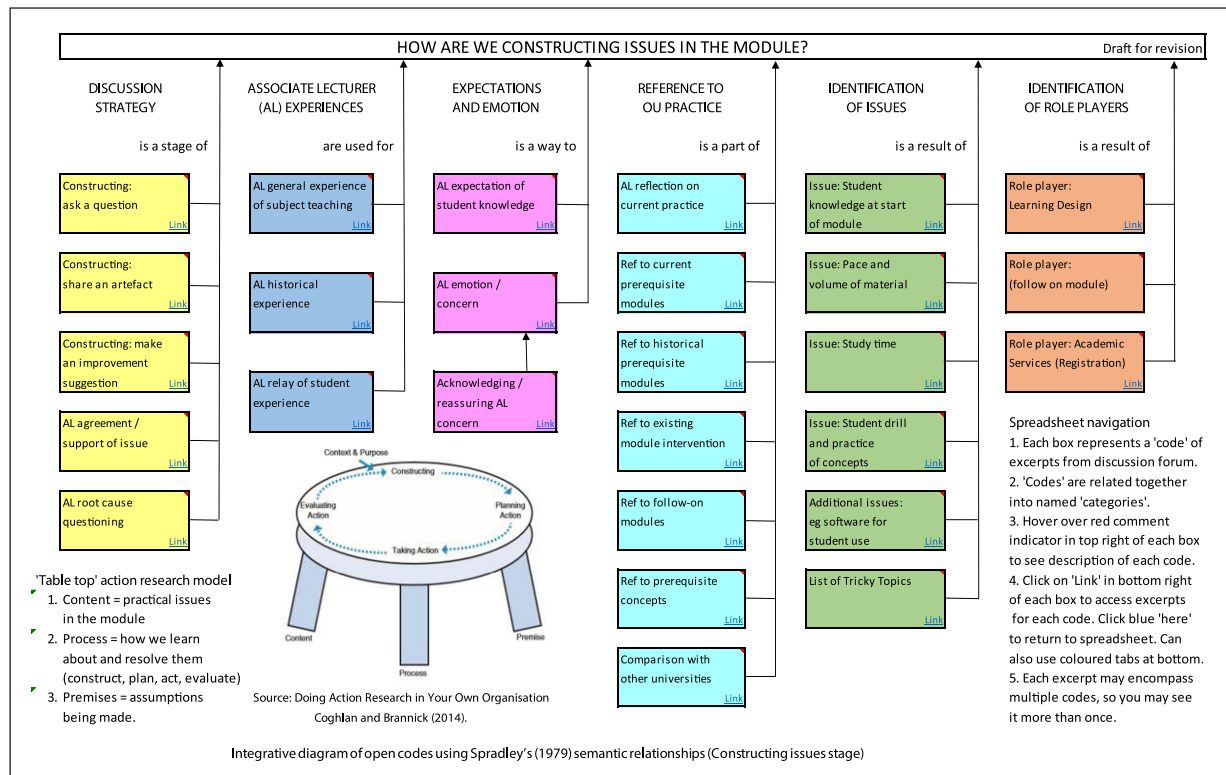 HOW ARE WE CONSTRUCTING ISSUES IN THE MODULE?
Draft for revision
DISCUSSION
STRATEGY
is a stage of
Constructing:
ask a question
Link
Constructing:
share an artefact
Link
Constructing: make
an improvement
suggestion
Link
AL agreement /
support of issue
Link
AL root cause
questioning
Link
ASSOCIATE LECTURER
(AL) EXPERIENCES
are used for
AL general experience
of subject teaching
Link
AL historical
experience
Link
AL relay of student
experience
Link
EXPECTATIONS
AND EMOTION
is a way to
AL expectation of
student knowledge
Link
AL emotion /
concern
Link
Acknowledging /
reassuring AL
concern
Link
REFERENCE TO
OU PRACTICE
is a part of
AL reflection on
current practice
Link
Ref to current
prerequisite
modules
Link
Ref to historical
prerequisite
modules
Link
Ref to existing
module intervention
Link
Ref to follow-on
modules
Link
Ref to prerequisite
concepts
Link
Comparison with
other universities
Link
IDENTIFICATION
OF ISSUES
is a result of
Issue: Student
knowledge at start
of module
Link
Issue: Pace and
volume of material
Link
Issue: Study time
Link
Issue: Student drill
and practice
of concepts
Link
Additional issues:
eg software for
student use
Link
List of Tricky Topics
Link
IDENTIFICATION
OF ROLE PLAYERS
is a result of
Role player:
Learning Design
Link
Role player:
(follow on module)
Link
Role player: Academic
Services (Registration)
Link
Spreadsheet navigation
1. Each box represents a 'code' of
excerpts from discussion forum.
2. 'Codes' are related together
into named 'categories'.
3. Hover over red comment
indicator in top right of each box
to see description of each code.
4. Click on 'Link' in bottom right
of each box to access excerpts
for each code. Click blue 'here'
to return to spreadsheet. Can
also use coloured tabs at bottom.
5. Each excerpt may encompass
multiple codes, so you may see
it more than once.
'Table top' action research model
1. Content = practical issues
in the module
2. Process = how we learn
about and resolve them
(construct, plan, act, evaluate)
3. Premises = assumptions
being made.
Context & Purpose
Constructing
Planning
Action
Taking Action
Evaluating
Action
Content
Process
Premise
Source: Doing Action Research in Your Own Organisation
Coghlan and Brannick (2014).
Integrative diagram of open codes using Spradley's (1979) semantic relationships (Constructing issues stage)